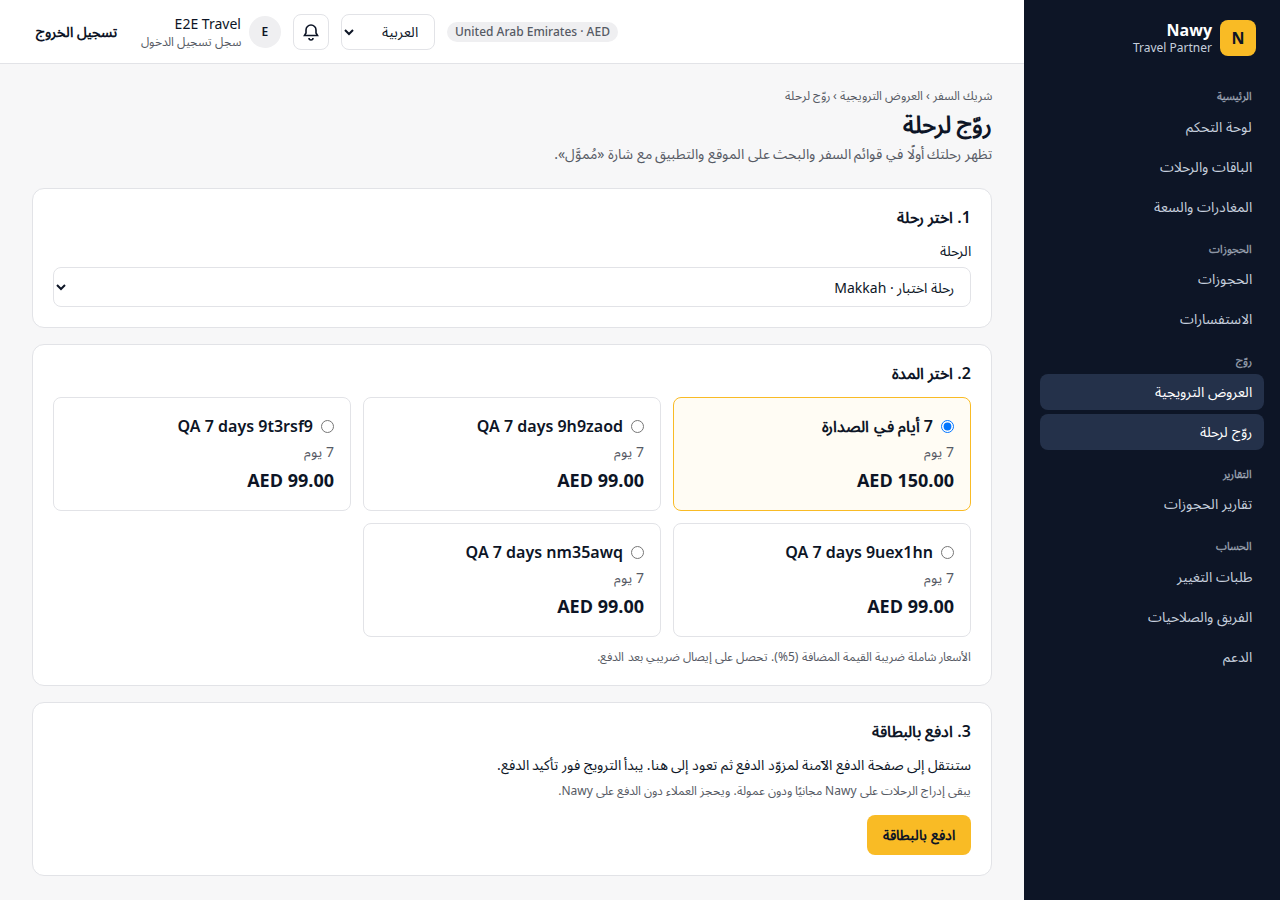 N
Nawy
Travel Partner
الرئيسية
لوحة التحكم
الباقات والرحلات
المغادرات والسعة
الحجوزات
الحجوزات
الاستفسارات
روّج
العروض الترويجية
روّج لرحلة
التقارير
تقارير الحجوزات
الحساب
طلبات التغيير
الفريق والصلاحيات
الدعم
United Arab Emirates · AED
العربية
E
E2E Travel
سجل تسجيل الدخول
تسجيل الخروج
شريك السفر › العروض الترويجية › روّج لرحلة
روّج لرحلة
تظهر رحلتك أولًا في قوائم السفر والبحث على الموقع والتطبيق مع شارة «مُموَّل».
1. اختر رحلة
الرحلة
رحلة اختبار · Makkah
2. اختر المدة
7 أيام في الصدارة
7 يوم
AED 150.00
QA 7 days 9h9zaod
7 يوم
AED 99.00
QA 7 days 9t3rsf9
7 يوم
AED 99.00
QA 7 days 9uex1hn
7 يوم
AED 99.00
QA 7 days nm35awq
7 يوم
AED 99.00
الأسعار شاملة ضريبة القيمة المضافة (5%). تحصل على إيصال ضريبي بعد الدفع.
3. ادفع بالبطاقة
ستنتقل إلى صفحة الدفع الآمنة لمزوّد الدفع ثم تعود إلى هنا. يبدأ الترويج فور تأكيد الدفع.
يبقى إدراج الرحلات على Nawy مجانيًا ودون عمولة. ويحجز العملاء دون الدفع على Nawy.
ادفع بالبطاقة